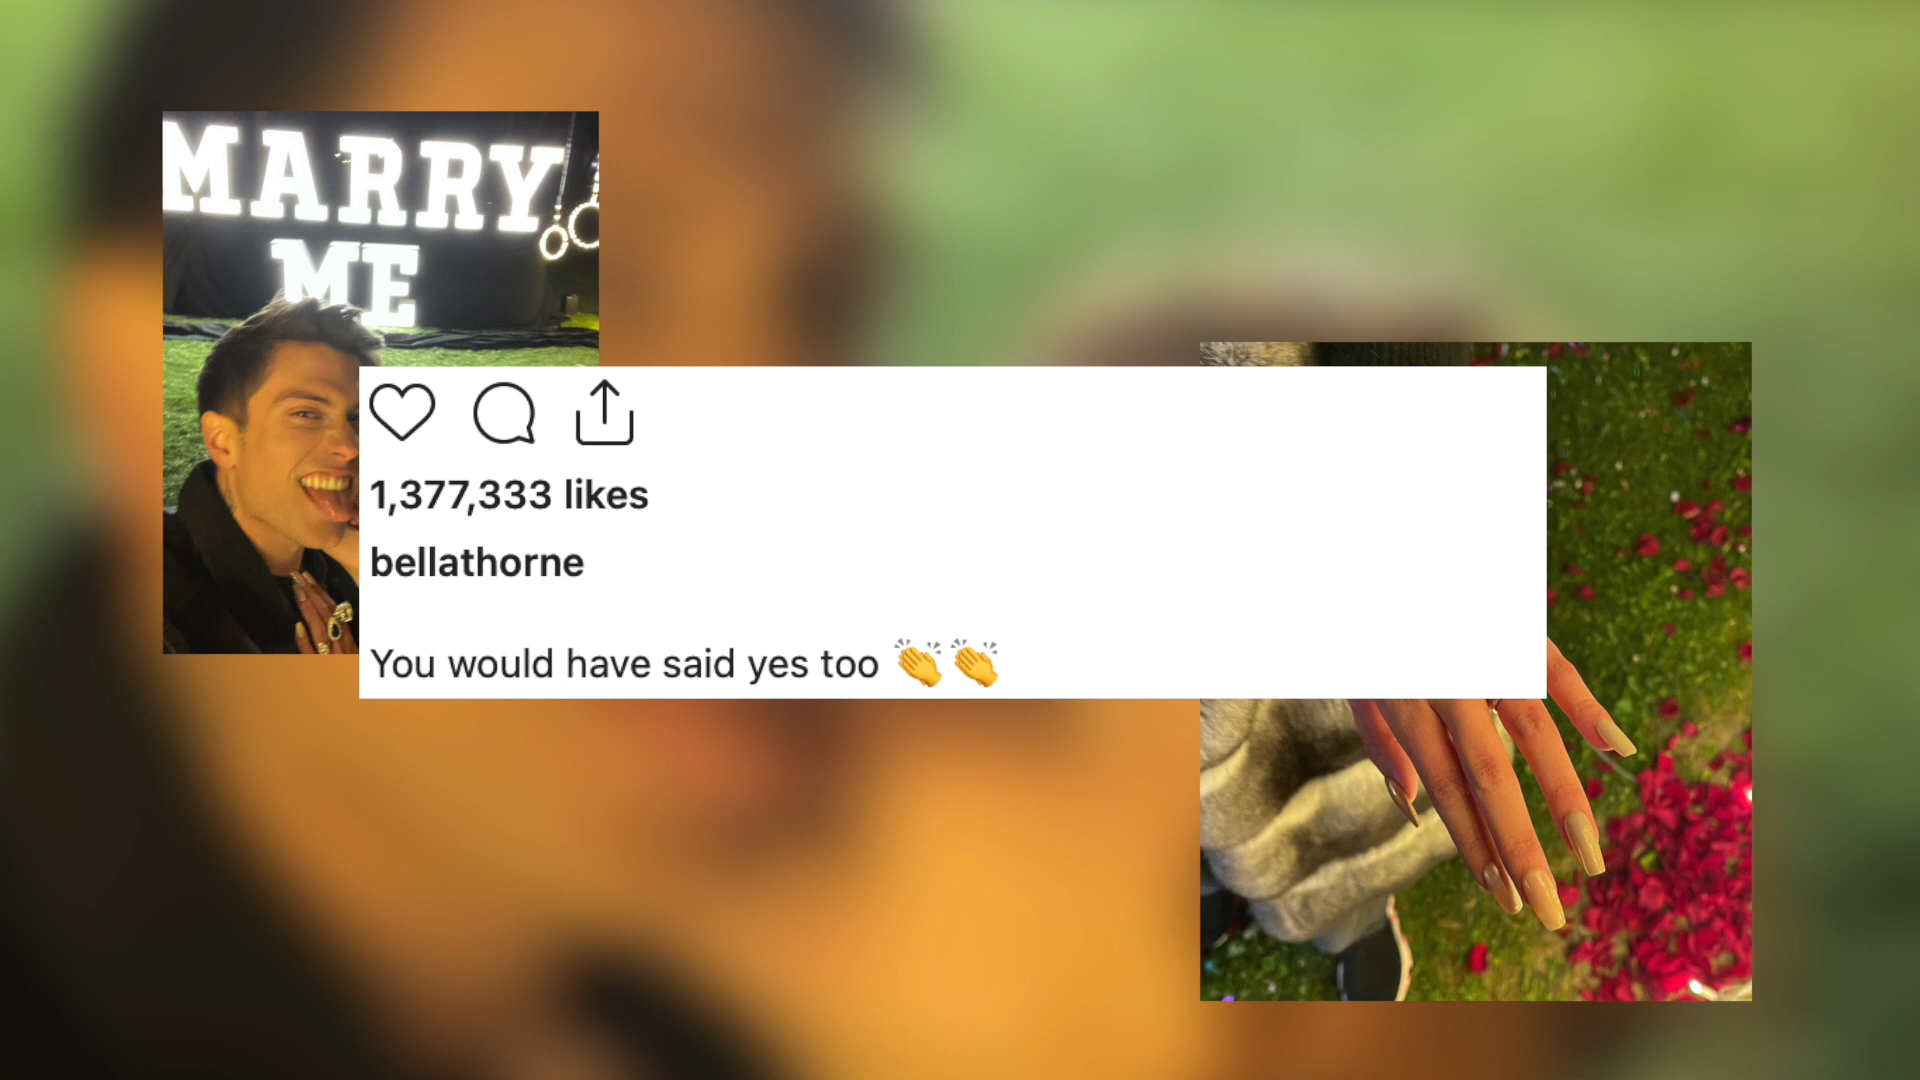 MARRY
ME
1,377,333 likes
bellathorne
You would have said yes too 👏👏